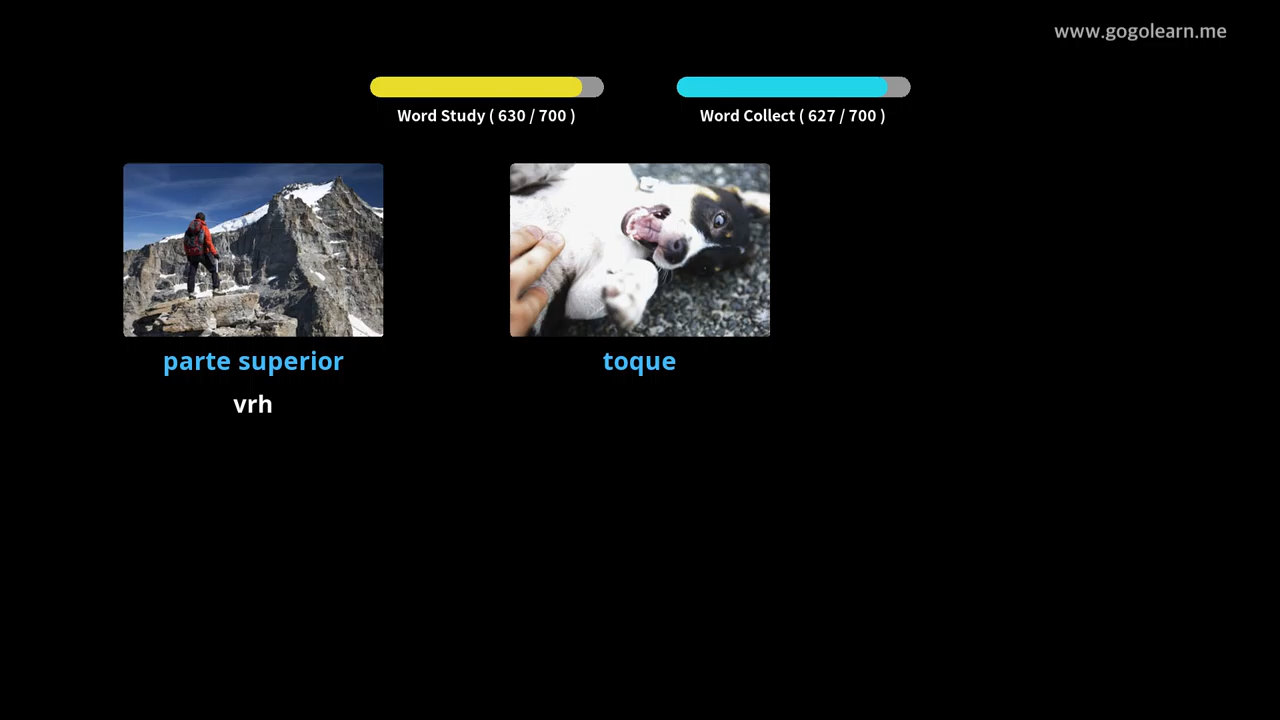 www.gogolearn.me
Word Study ( 630 / 700 )
Word Collect ( 627 / 700 )
parte superior
toque
vrh